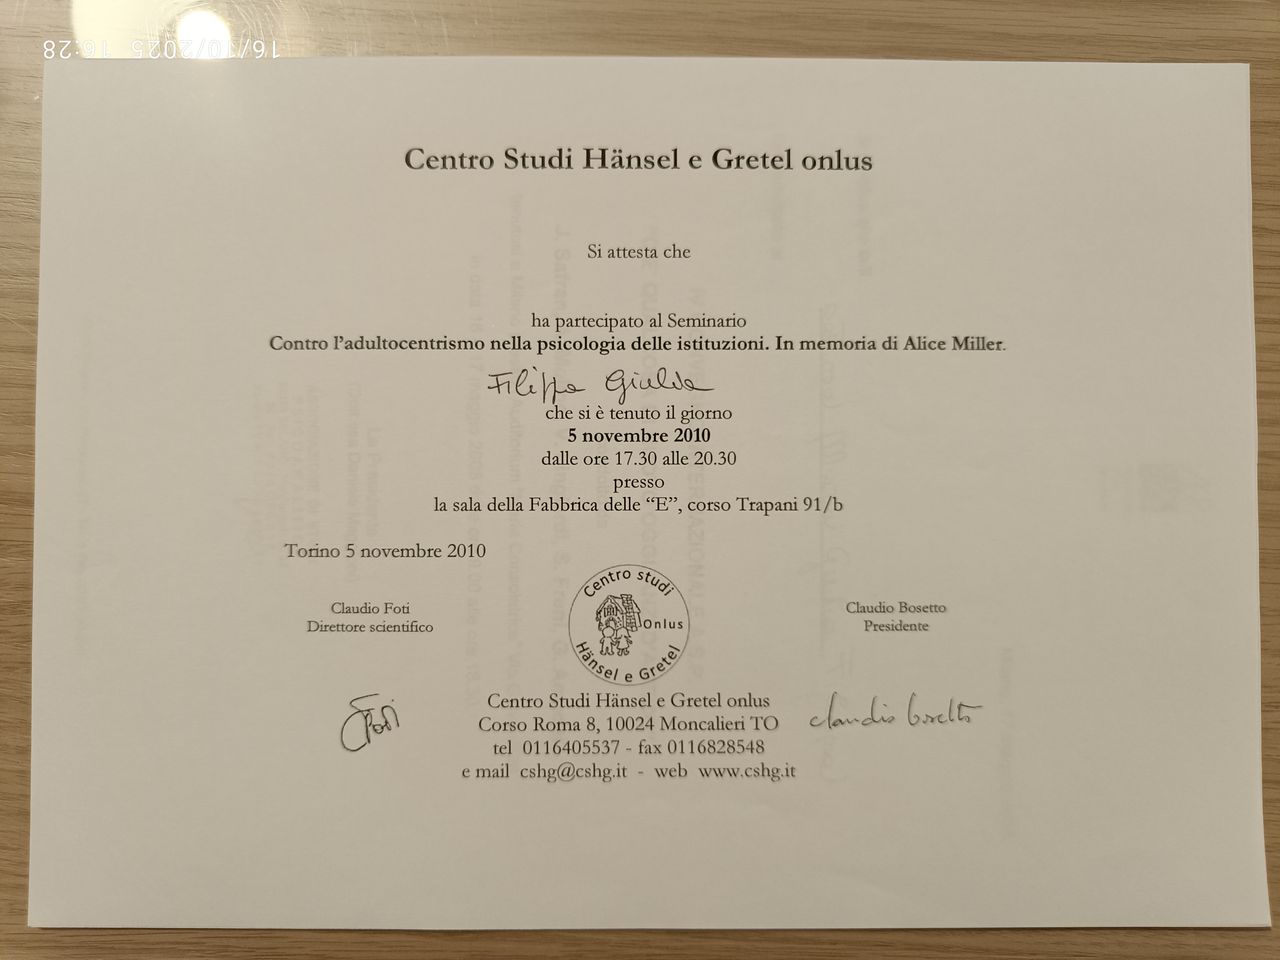 16/10/2025 16:28
Centro Studi Hänsel e Gretel onlus
Si attesta che
ha partecipato al Seminario
Contro l'adultocentrismo nella psicologia delle istituzioni. In memoria di Alice Miller.
Filippa Giulia
che si è tenuto il giorno
5 novembre 2010
dalle ore 17.30 alle 20.30
presso
la sala della Fabbrica delle “E”, corso Trapani 91/b
Torino 5 novembre 2010
Claudio Foti
Direttore scientifico
Centro studi
Onlus
Hänsel e Gretel
Claudio Bosetto
Presidente
Foti
Claudio Bosetto
Centro Studi Hänsel e Gretel onlus
Corso Roma 8, 10024 Moncalieri TO
tel 0116405537 - fax 0116828548
e mail cshg@cshg.it - web www.cshg.it